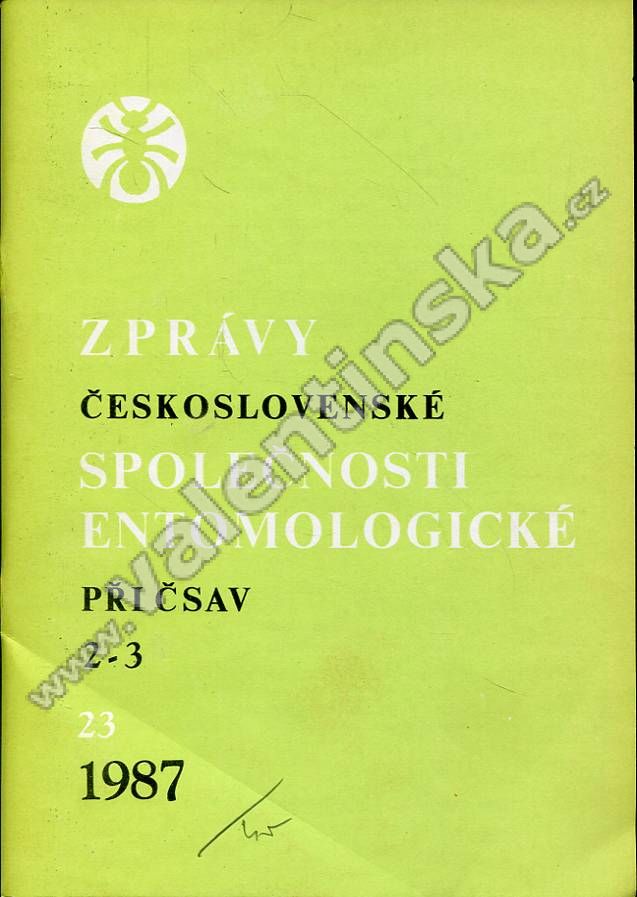 ZPRÁVY
ČESKOSLOVENSKÉ
SPOLEČNOSTI
ENTOMOLOGICKÉ
PŘI ČSAV
2-3
23
1987
www.valentinska.cz